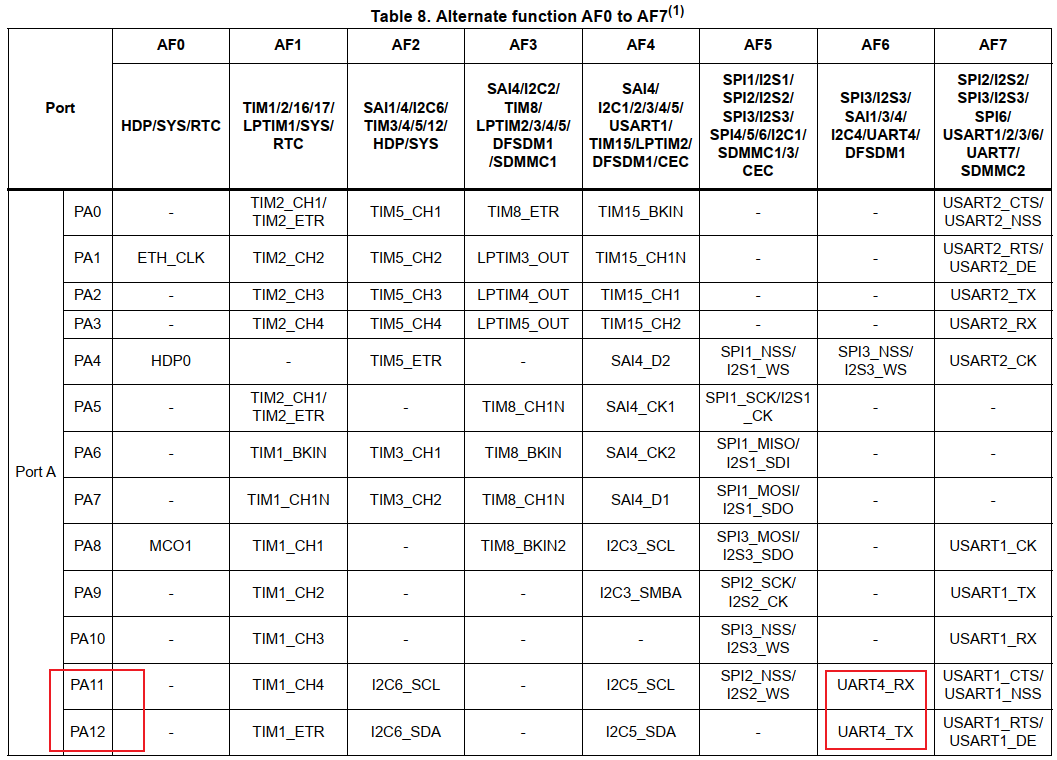 Table 8. Alternate function AF0 to AF7(1)
Port AF0 AF1 AF2 AF3 AF4 AF5 AF6 AF7
HDP/SYS/RTC
TIM1/2/16/17/
LPTIM1/SYS/
RTC
SAI1/4/I2C6/
TIM3/4/5/12/
HDP/SYS
SAI4/I2C2/
TIM8/
LPTIM2/3/4/5/
DFSDM1
/SDMMC1
SAI4/
I2C1/2/3/4/5/
USART1/
TIM15/LPTIM2/
DFSDM1/CEC
SPI1/I2S1/
SPI2/I2S2/
SPI3/I2S3/
SPI4/5/6/I2C1/
SDMMC1/3/
CEC
SPI3/I2S3/
SAI1/3/4/
I2C4/UART4/
DFSDM1
SPI2/I2S2/
SPI3/I2S3/
SPI6/
USART1/2/3/6/
UART7/
SDMMC2
Port A
PA0 - TIM2_CH1/
TIM2_ETR TIM5_CH1 TIM8_ETR TIM15_BKIN - - USART2_CTS/
USART2_NSS
PA1 ETH_CLK TIM2_CH2 TIM5_CH2 LPTIM3_OUT TIM15_CH1N - - USART2_RTS/
USART2_DE
PA2 - TIM2_CH3 TIM5_CH3 LPTIM4_OUT TIM15_CH1 - - USART2_TX
PA3 - TIM2_CH4 TIM5_CH4 LPTIM5_OUT TIM15_CH2 - - USART2_RX
PA4 HDP0 - TIM5_ETR - SAI4_D2 SPI1_NSS/
I2S1_WS SPI3_NSS/
I2S3_WS USART2_CK
PA5 - TIM2_CH1/
TIM2_ETR - TIM8_CH1N SAI4_CK1 SPI1_SCK/I2S1
_CK - -
PA6 - TIM1_BKIN TIM3_CH1 TIM8_BKIN SAI4_CK2 SPI1_MISO/
I2S1_SDI - -
PA7 - TIM1_CH1N TIM3_CH2 TIM8_CH1N SAI4_D1 SPI1_MOSI/
I2S1_SDO - -
PA8 MCO1 TIM1_CH1 - TIM8_BKIN2 I2C3_SCL SPI3_MOSI/
I2S3_SDO - USART1_CK
PA9 - TIM1_CH2 - - I2C3_SMBA SPI2_SCK/
I2S2_CK - USART1_TX
PA10 - TIM1_CH3 - - - SPI3_NSS/
I2S3_WS - USART1_RX
PA11 - TIM1_CH4 I2C6_SCL - I2C5_SCL SPI2_NSS/
I2S2_WS UART4_RX USART1_CTS/
USART1_NSS
PA12 - TIM1_ETR I2C6_SDA - I2C5_SDA - UART4_TX USART1_RTS/
USART1_DE